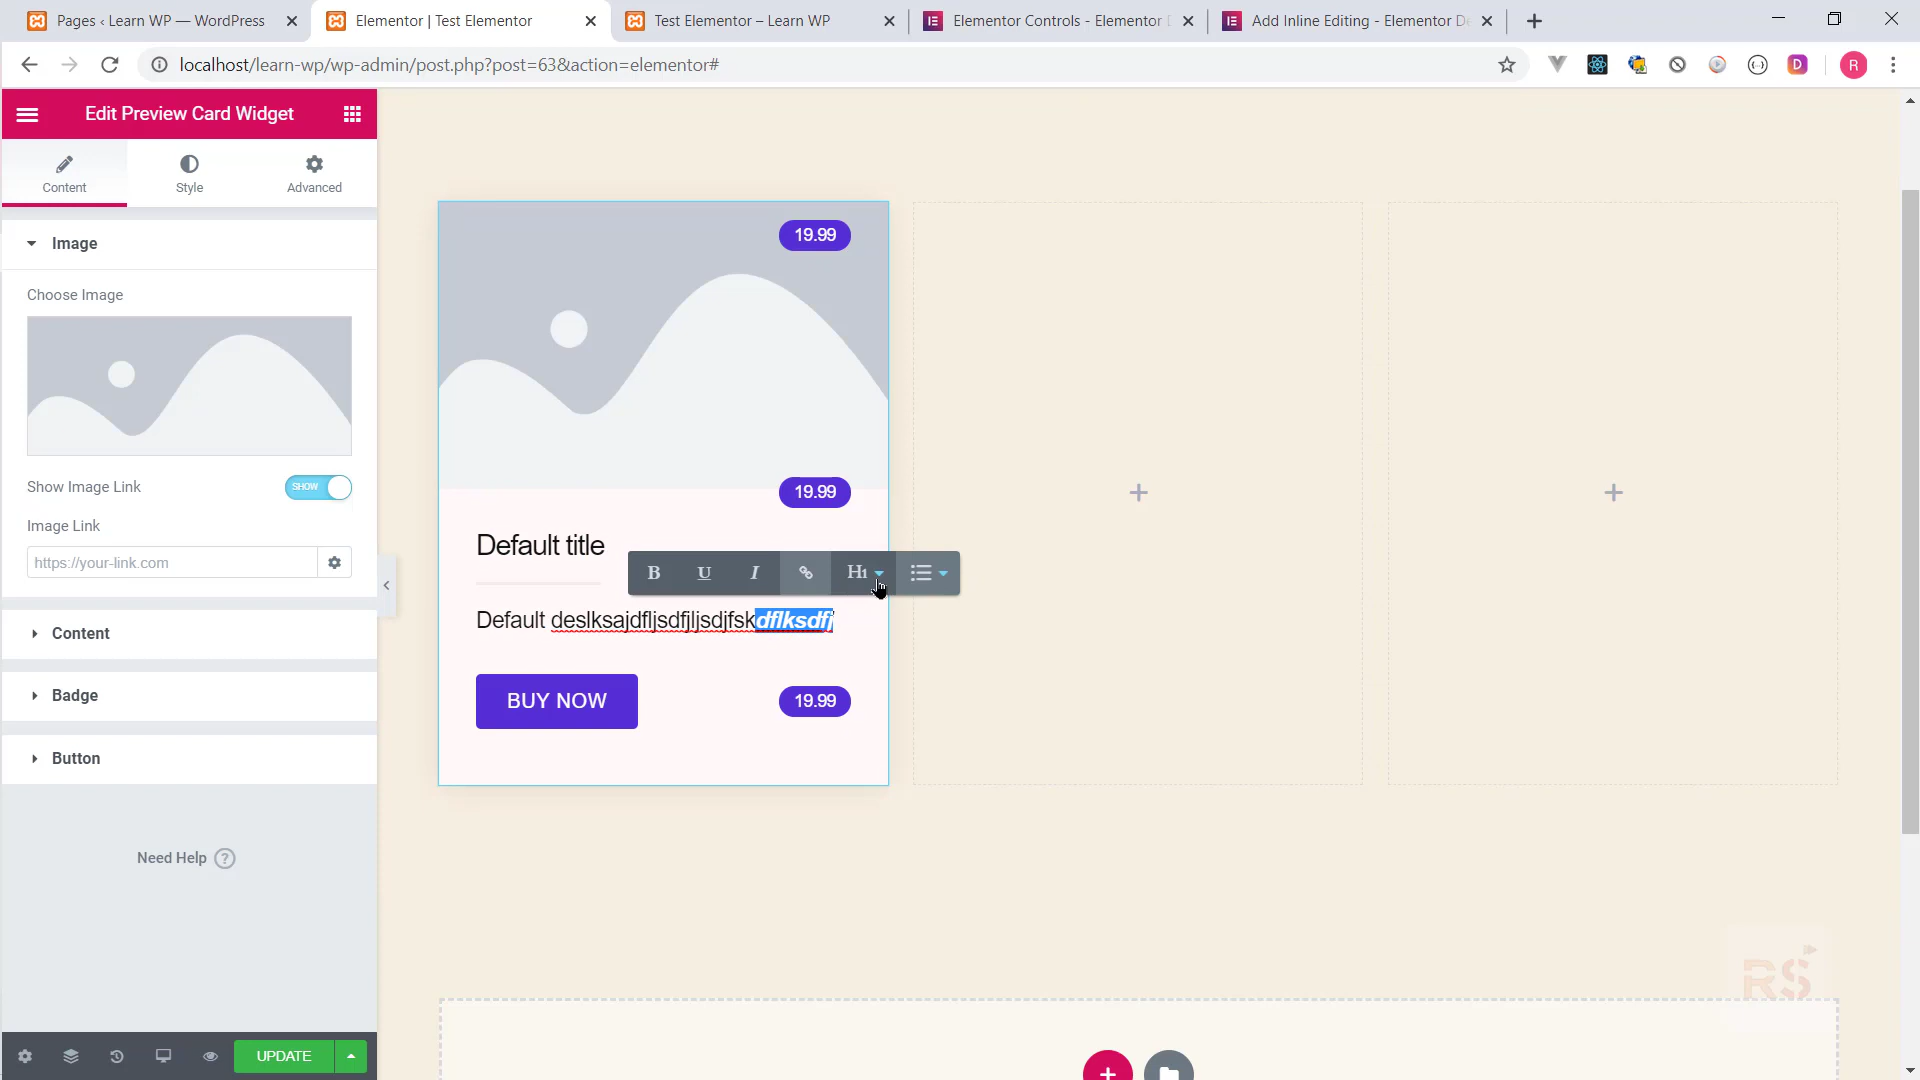 Pages ‹ Learn WP — WordPress
Elementor | Test Elementor
Test Elementor – Learn WP
Elementor Controls - Elementor
Add Inline Editing - Elementor De
localhost/learn-wp/wp-admin/post.php?post=63&action=elementor#
D
R
Edit Preview Card Widget
Content
Style
Advanced
Image
Choose Image
Show Image Link
SHOW
Image Link
https://your-link.com
Content
Badge
Button
Need Help ?
UPDATE
19.99
19.99
Default title
B U I H1
Default deslksajdfljsdfjljsdjfskdflksdfj
BUY NOW
19.99
RS